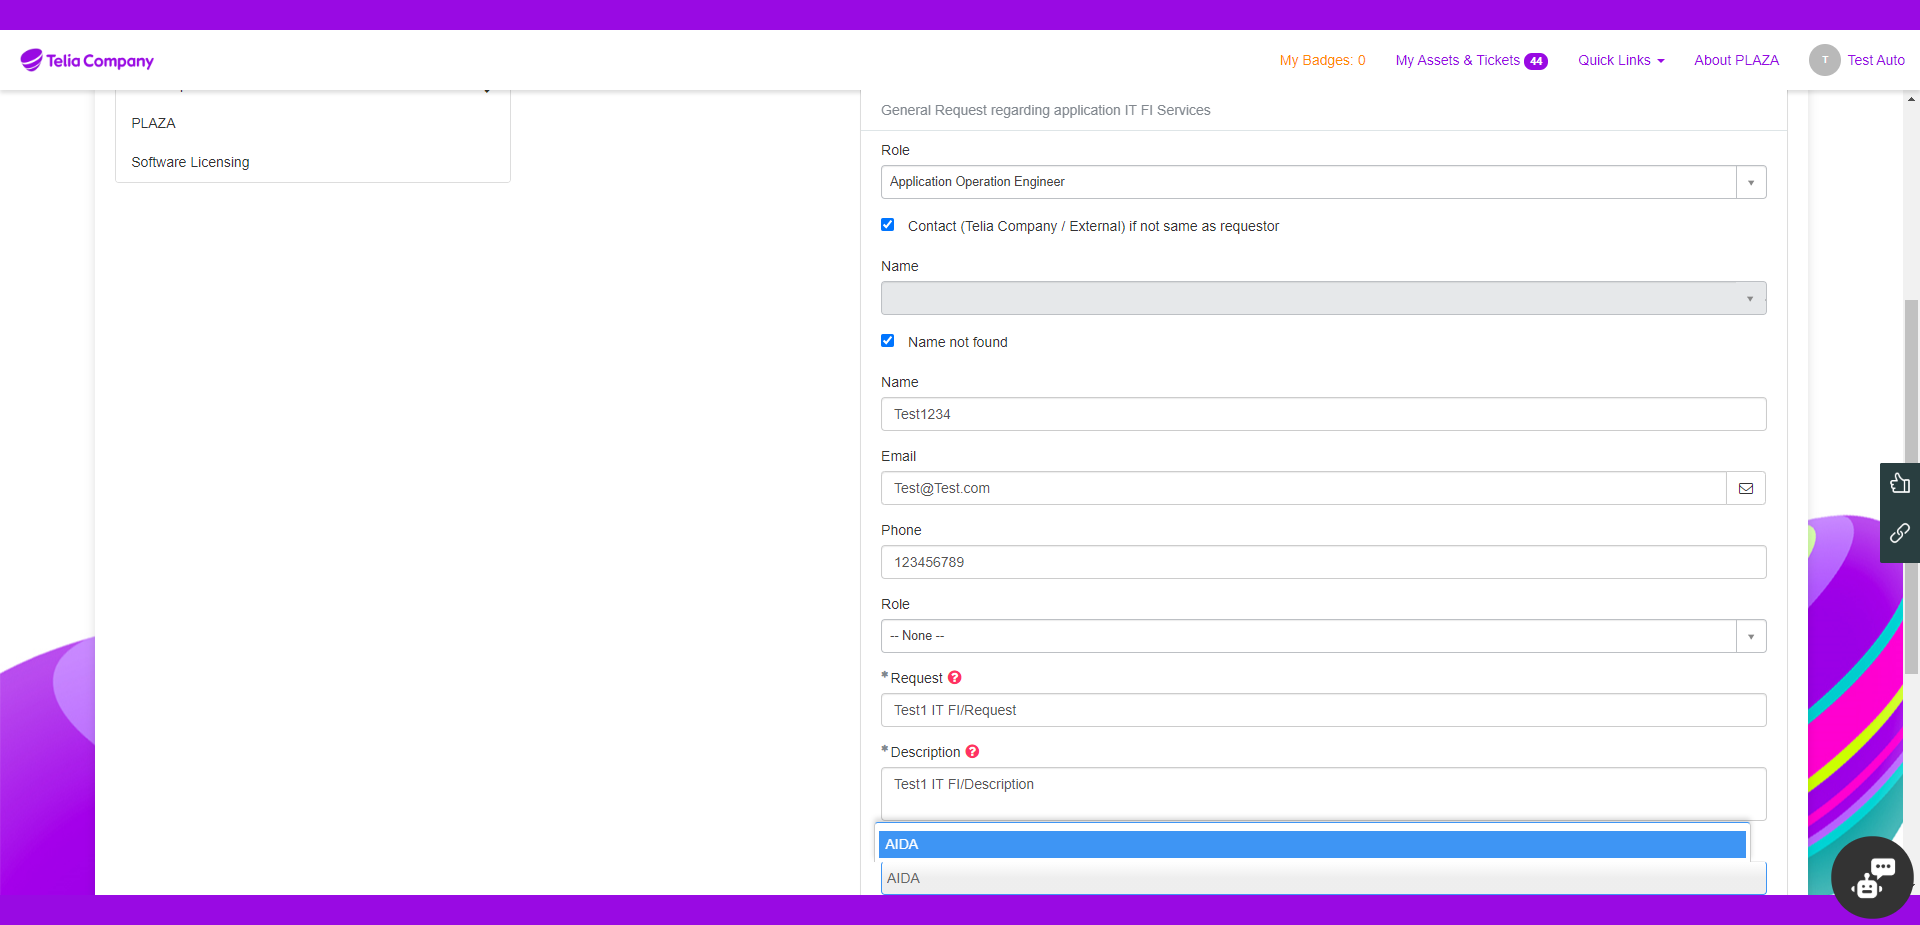 Telia Company
My Badges: 0
My Assets & Tickets 44
Quick Links
About PLAZA
T Test Auto
PLAZA
Software Licensing
General Request regarding application IT FI Services
Role
Application Operation Engineer
Contact (Telia Company / External) if not same as requestor
Name
Name not found
Name
Test1234
Email
Test@Test.com
Phone
123456789
Role
-- None --
* Request ?
Test1 IT FI/Request
* Description ?
Test1 IT FI/Description
AIDA
AIDA